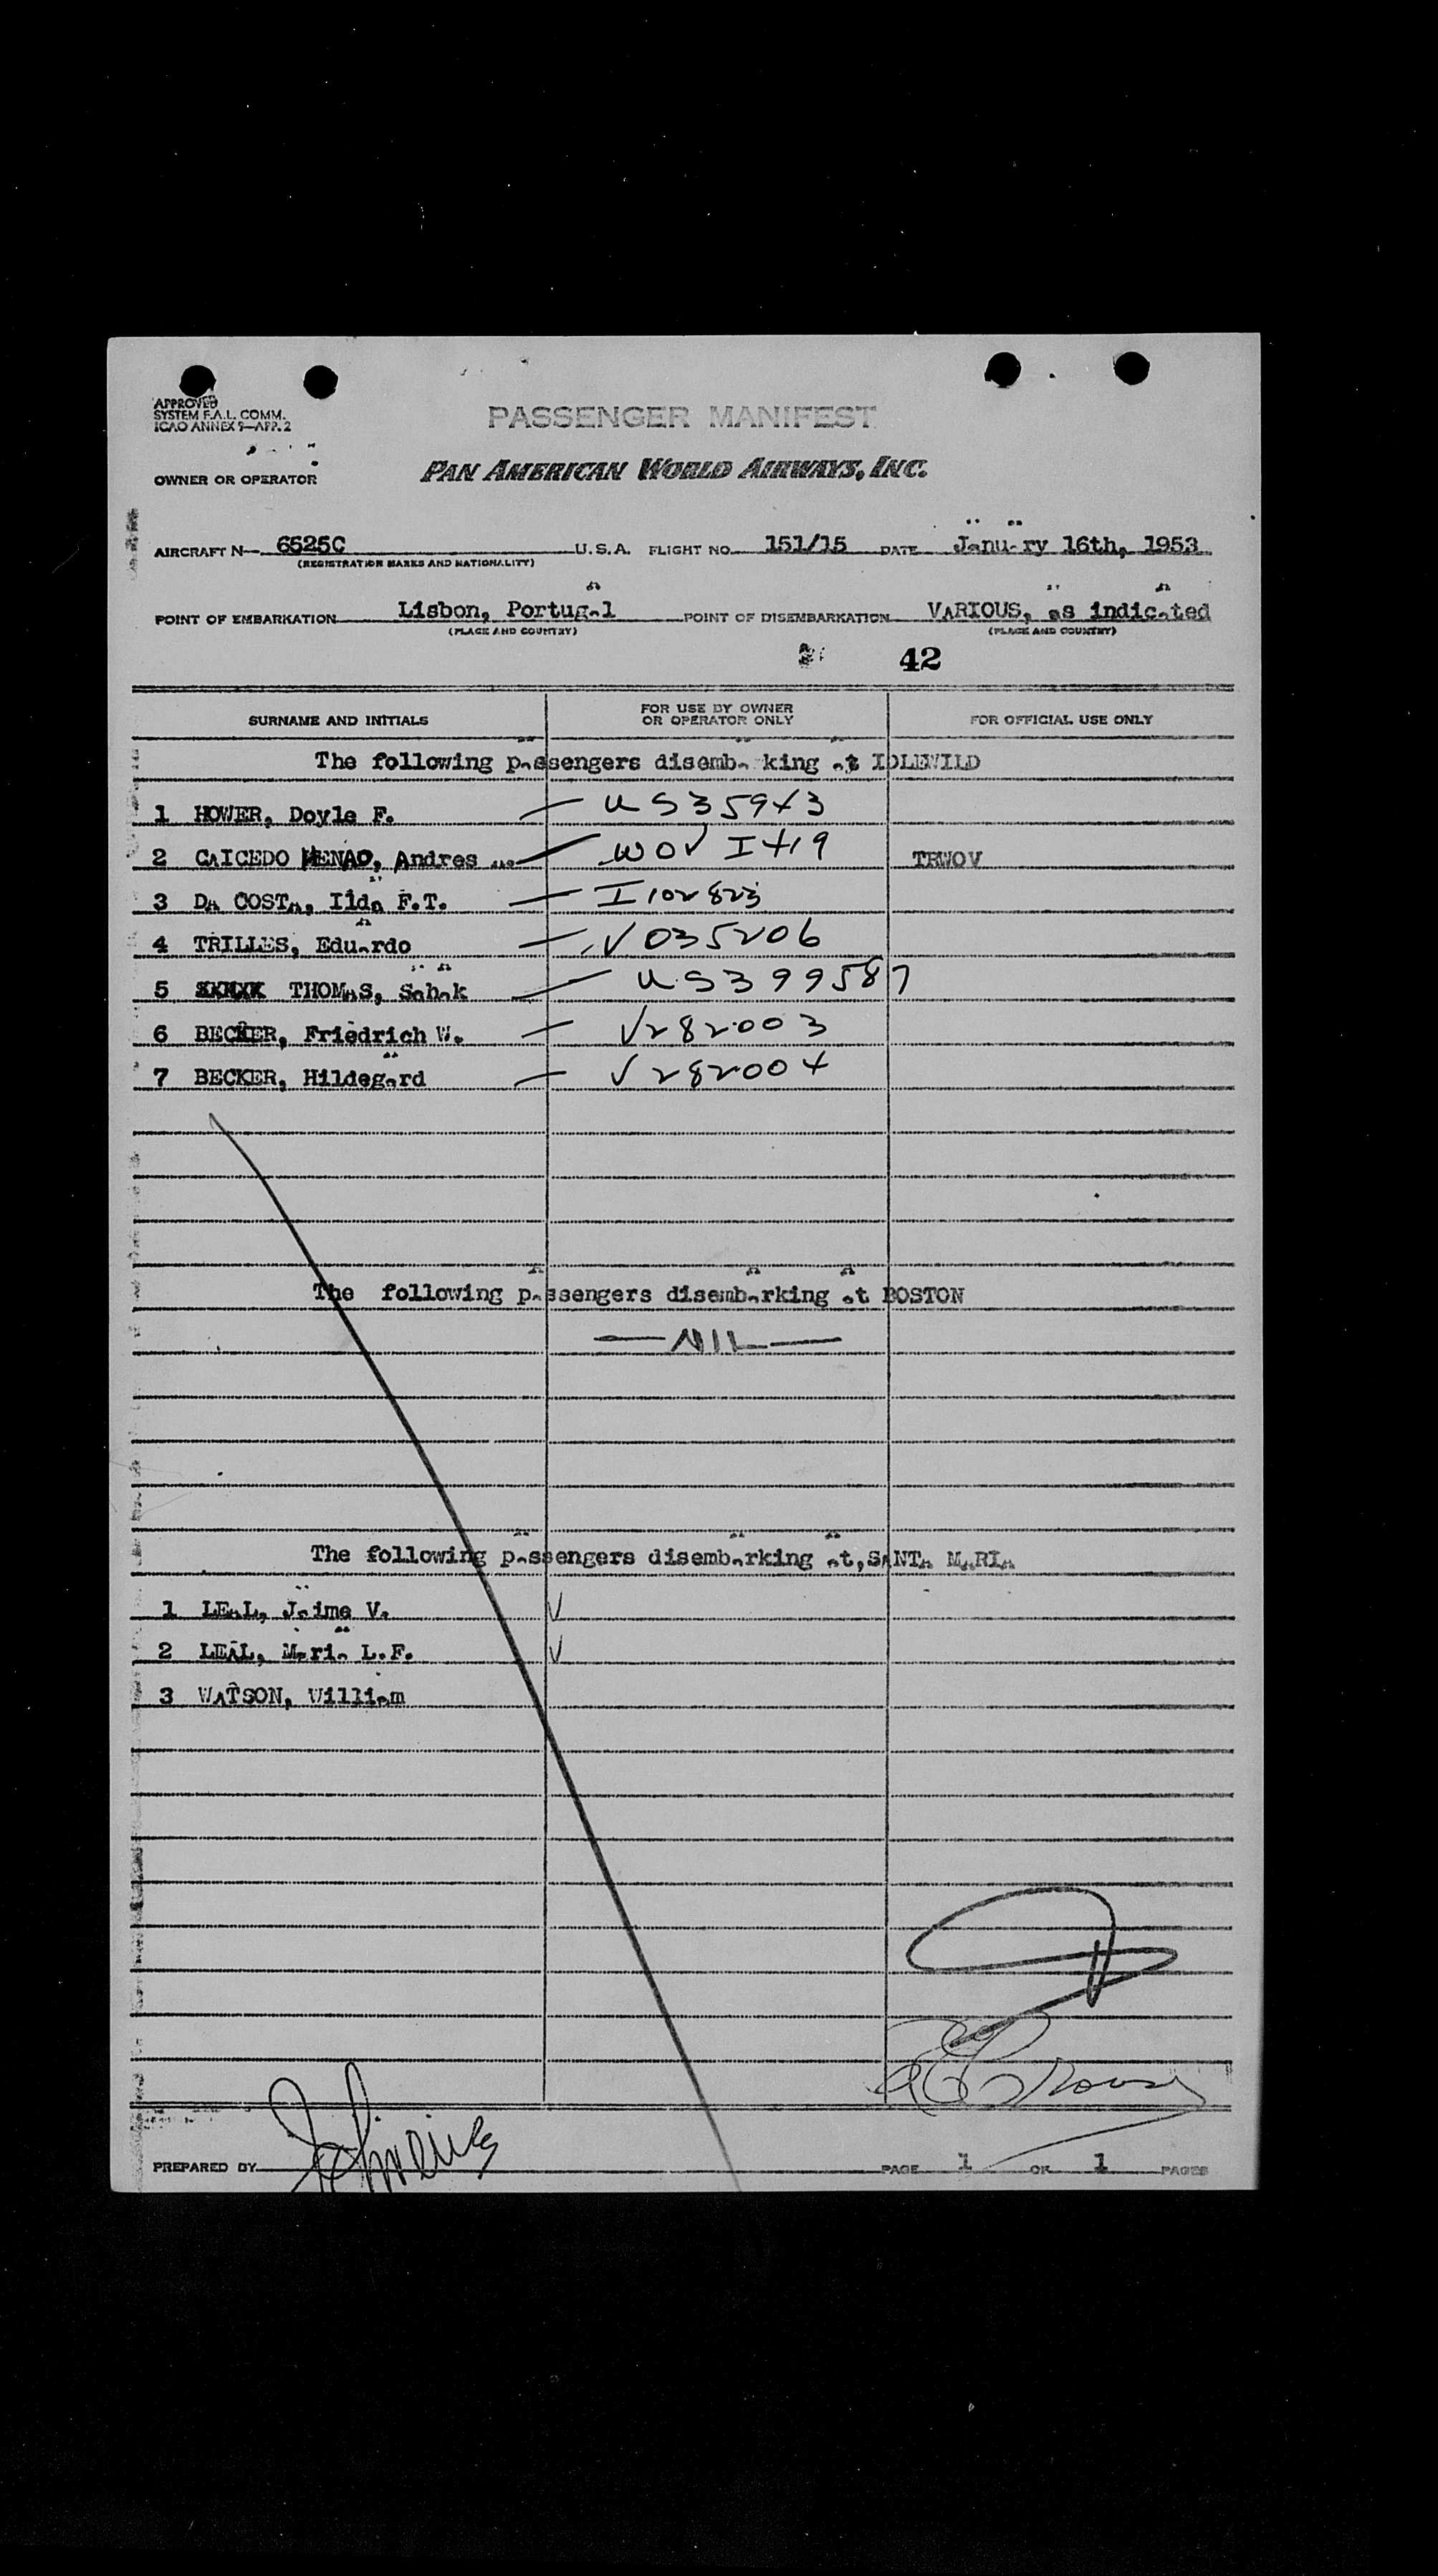 APPROVED
SYSTEM F.A.L. COMM.
ICAO ANNEX 9—APP. 2
PASSENGER MANIFEST
OWNER OR OPERATOR PAN AMERICAN WORLD AIRWAYS, INC.
AIRCRAFT N— 6525C U.S.A. FLIGHT NO. 151/15 DATE January 16th, 1953
(REGISTRATION MARKS AND NATIONALITY)
POINT OF EMBARKATION Lisbon, Portugal POINT OF DISEMBARKATION VARIOUS, as indicated
(PLACE AND COUNTRY) (PLACE AND COUNTRY)
42
SURNAME AND INITIALS FOR USE BY OWNER OR OPERATOR ONLY FOR OFFICIAL USE ONLY
The following passengers disembarking at IDLEWILD
1 HOWER, Doyle F. — US35943
2 CAICEDO HENAO, Andres — WOV I419 TRWOV
3 DA COSTA, Ilda F.T. — I102823
4 TRILLES, Eduardo — V035206
5 THOMAS, Sahak — US399587
6 BECKER, Friedrich W. — V282003
7 BECKER, Hildegard — V282004
The following passengers disembarking at BOSTON
—NIL—
The following passengers disembarking at, SANTA MARIA
1 LEAL, Jaime V. V
2 LEAL, Maria L.F. V
3 WATSON, William
PREPARED BY PAGE 1 OF 1 PAGES